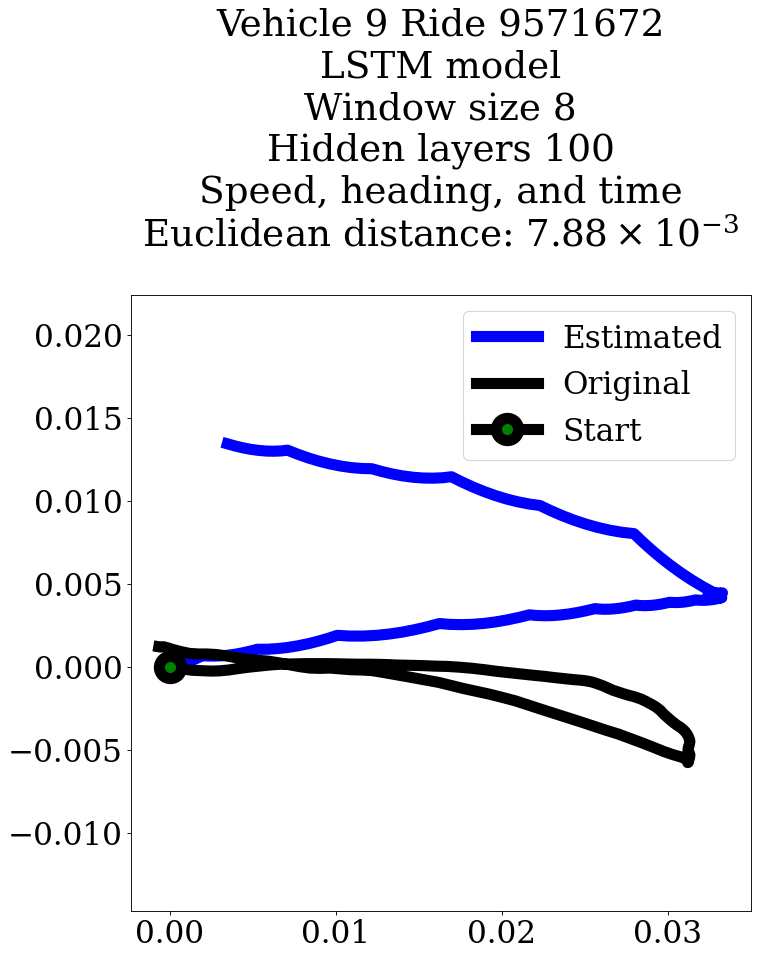 Vehicle 9 Ride 9571672
LSTM model
Window size 8
Hidden layers 100
Speed, heading, and time
Euclidean distance: 7.88 × 10⁻³
Estimated
Original
Start
0.020
0.015
0.010
0.005
0.000
−0.005
−0.010
0.00 0.01 0.02 0.03